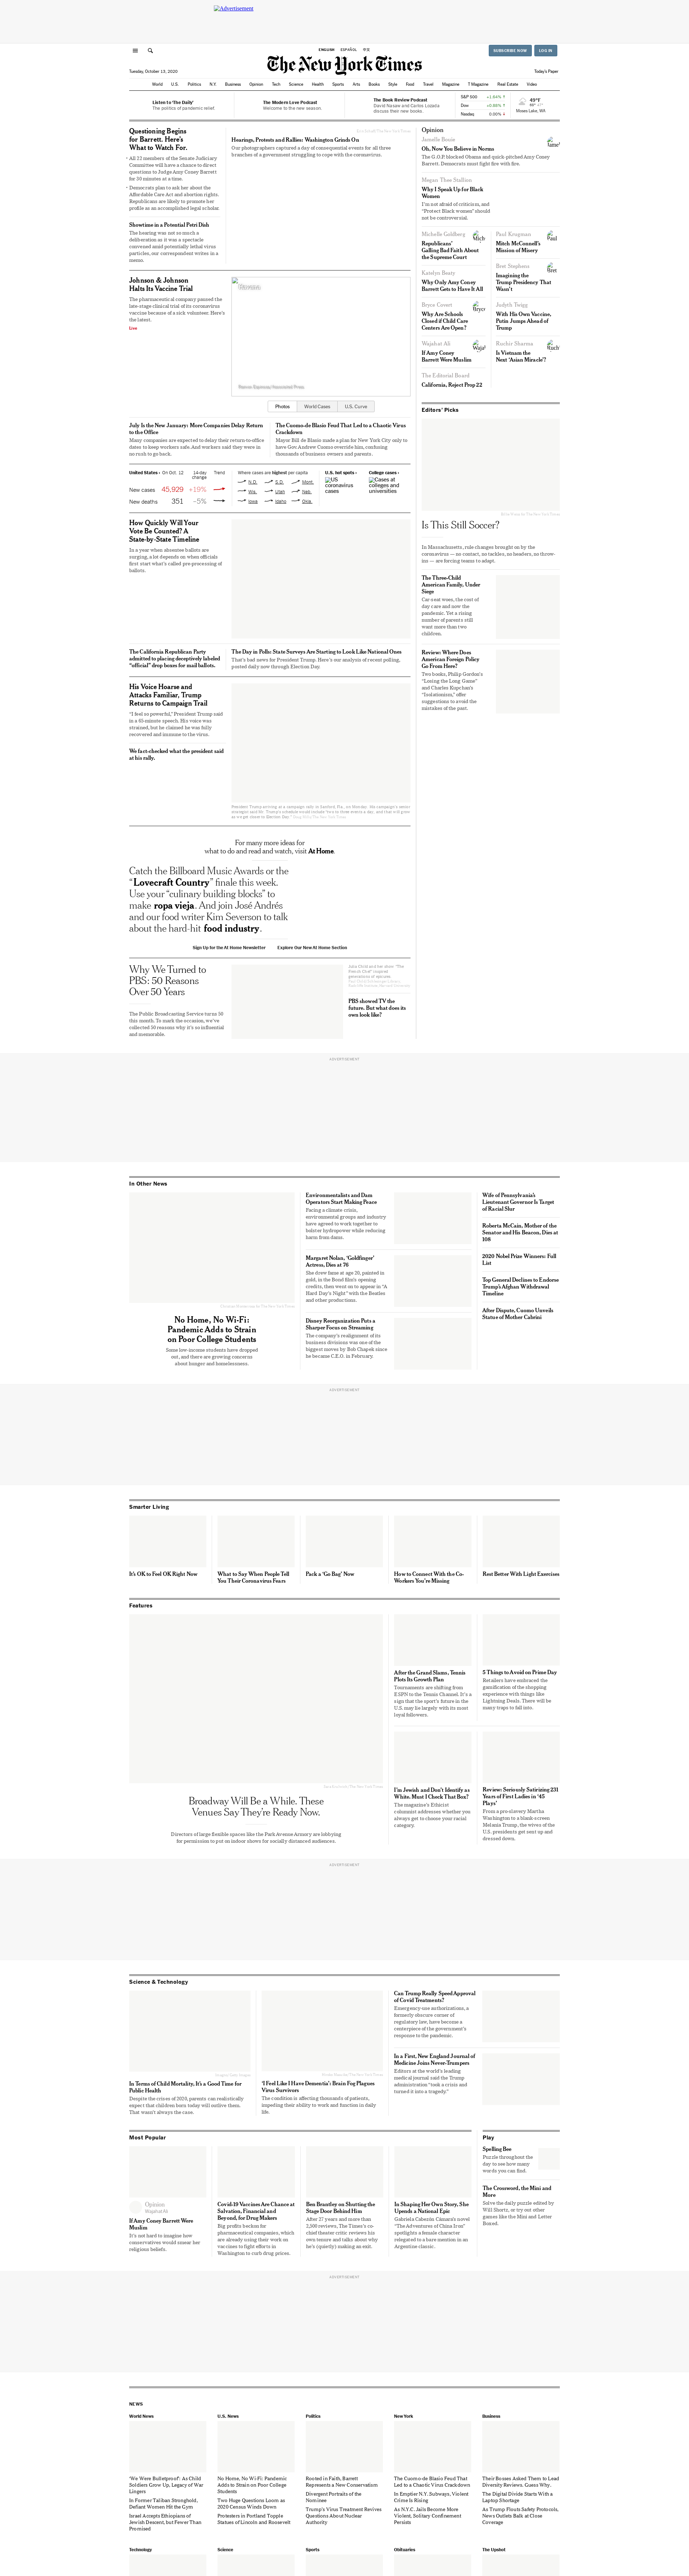 Advertisement
ENGLISH ESPAÑOL 中文
SUBSCRIBE NOW LOG IN
The New York Times
Tuesday, October 13, 2020
Today's Paper
World U.S. Politics N.Y. Business Opinion Tech Science Health Sports Arts Books Style Food Travel Magazine T Magazine Real Estate Video
Listen to 'The Daily'
The politics of pandemic relief.
The Modern Love Podcast
Welcome to the new season.
The Book Review Podcast
David Nasaw and Carlos Lozada discuss their new books.
S&P 500 +1.64%
Dow +0.88%
Nasdaq 0.00%
49°F
Moses Lake, WA
Questioning Begins
for Barrett. Here's
What to Watch For.
All 22 members of the Senate Judiciary
Committee will have a chance to direct
questions to Judge Amy Coney Barrett
for 30 minutes at a time.
Democrats plan to ask her about the
Affordable Care Act and abortion rights.
Republicans are likely to promote her
profile as an accomplished legal scholar.
Showtime in a Potential Petri Dish
The hearing was not so much a
deliberation as it was a spectacle
convened amid potentially lethal virus
particles, our correspondent writes in a
memo.
Hearings, Protests and Rallies: Washington Grinds On
Our photographers capture a day of consequential events for all three
branches of a government struggling to cope with the coronavirus.
Johnson & Johnson
Halts Its Vaccine Trial
The pharmaceutical company paused the
late-stage clinical trial of its coronavirus
vaccine because of a sick volunteer. Here's
the latest.
Live
Photos World Cases U.S. Curve
July Is the New January: More Companies Delay Return
to the Office
Many companies are expected to delay their return-to-office
dates to keep workers safe. And workers said they were in
no rush to go back.
The Cuomo-de Blasio Feud That Led to a Chaotic Virus
Crackdown
Mayor Bill de Blasio made a plan for New York City only to
have Gov. Andrew Cuomo override him, confusing
thousands of business owners and parents.
United States › On Oct. 12 14-day change Trend
New cases 45,929 +19%
New deaths 351 –5%
Where cases are highest per capita
N.D. S.D. Mont.
Wis. Utah Neb.
Iowa Idaho Okla.
U.S. hot spots ›
US coronavirus cases
College cases ›
Cases at colleges and universities
How Quickly Will Your
Vote Be Counted? A
State-by-State Timeline
In a year when absentee ballots are
surging, a lot depends on when officials
first start what's called pre-processing of
ballots.
The California Republican Party
admitted to placing deceptively labeled
"official" drop boxes for mail ballots.
The Day in Polls: State Surveys Are Starting to Look Like National Ones
That's bad news for President Trump. Here's our analysis of recent polling,
updated daily now through Election Day.
His Voice Hoarse and
Attacks Familiar, Trump
Returns to Campaign Trail
"I feel so powerful," President Trump said
in a 65-minute speech. His voice was
strained, but he claimed he was fully
recovered and immune to the virus.
We fact-checked what the president said
at his rally.
For many more ideas for
what to do and read and watch, visit At Home.
Catch the Billboard Music Awards or the
"Lovecraft Country" finale this week.
Use your "culinary building blocks" to
make ropa vieja. And join José Andrés
and our food writer Kim Severson to talk
about the hard-hit food industry.
Sign Up for the At Home Newsletter Explore Our New At Home Section
Why We Turned to
PBS: 50 Reasons
Over 50 Years
The Public Broadcasting Service turns 50
this month. To mark the occasion, we've
collected 50 reasons why it's so influential
and memorable.
Julia Child and her show "The
French Chef" inspired
generations of epicures.
PBS showed TV the
future. But what does its
own look like?
Opinion
Jamelle Bouie
Oh, Now You Believe in Norms
The G.O.P. blocked Obama and quick-pitched Amy Coney
Barrett. Democrats must fight fire with fire.
Megan Thee Stallion
Why I Speak Up for Black
Women
I'm not afraid of criticism, and
"Protect Black women" should
not be controversial.
Michelle Goldberg
Republicans'
Galling Bad Faith About
the Supreme Court
Katelyn Beaty
Why Only Amy Coney
Barrett Gets to Have It All
Bryce Covert
Why Are Schools
Closed if Child Care
Centers Are Open?
Wajahat Ali
If Amy Coney
Barrett Were Muslim
The Editorial Board
California, Reject Prop 22
Paul Krugman
Mitch McConnell's
Mission of Misery
Bret Stephens
Imagining the
Trump Presidency That
Wasn't
Judyth Twigg
With His Own Vaccine,
Putin Jumps Ahead of
Trump
Ruchir Sharma
Is Vietnam the
Next 'Asian Miracle'?
Editors' Picks
Is This Still Soccer?
In Massachusetts, rule changes brought on by the
coronavirus — no contact, no tackles, no headers, no throw-
ins — are forcing teams to adapt.
The Three-Child
American Family, Under
Siege
Car-seat woes, the cost of
day care and now the
pandemic. Yet a rising
number of parents still
want more than two
children.
Review: Where Does
American Foreign Policy
Go From Here?
Two books, Philip Gordon's
"Losing the Long Game"
and Charles Kupchan's
"Isolationism," offer
suggestions to avoid the
mistakes of the past.
ADVERTISEMENT
In Other News
No Home, No Wi-Fi:
Pandemic Adds to Strain
on Poor College Students
Some low-income students have dropped
out, and there are growing concerns
about hunger and homelessness.
Environmentalists and Dam
Operators Start Making Peace
Facing a climate crisis,
environmental groups and industry
have agreed to work together to
bolster hydropower while reducing
harm from dams.
Margaret Nolan, 'Goldfinger'
Actress, Dies at 76
She drew fame at age 20, painted in
gold, in the Bond film's opening
credits, then went on to appear in "A
Hard Day's Night" with the Beatles
and other productions.
Disney Reorganization Puts a
Sharper Focus on Streaming
The company's realignment of its
business divisions was one of the
biggest moves by Bob Chapek since
he became C.E.O. in February.
Wife of Pennsylvania's
Lieutenant Governor Is Target
of Racial Slur
Roberta McCain, Mother of the
Senator and His Beacon, Dies at
108
2020 Nobel Prize Winners: Full
List
Top General Declines to Endorse
Trump's Afghan Withdrawal
Timeline
After Dispute, Cuomo Unveils
Statue of Mother Cabrini
ADVERTISEMENT
Smarter Living
It's OK to Feel OK Right Now
What to Say When People Tell
You Their Coronavirus Fears
Pack a 'Go Bag' Now
How to Connect With the Co-
Workers You're Missing
Rest Better With Light Exercises
Features
Broadway Will Be a While. These
Venues Say They're Ready Now.
Directors of large flexible spaces like the Park Avenue Armory are lobbying
for permission to put on indoor shows for socially distanced audiences.
After the Grand Slams, Tennis
Plots Its Growth Plan
Tournaments are shifting from
ESPN to the Tennis Channel. It's a
sign that the sport's future in the
U.S. may lie largely with its most
loyal followers.
5 Things to Avoid on Prime Day
Retailers have embraced the
gamification of the shopping
experience with things like
Lightning Deals. There will be
many traps to fall into.
I'm Jewish and Don't Identify as
White. Must I Check That Box?
The magazine's Ethicist
columnist addresses whether you
always get to choose your racial
category.
Review: Seriously Satirizing 231
Years of First Ladies in '45
Plays'
From a pro-slavery Martha
Washington to a blank-screen
Melania Trump, the wives of the
U.S. presidents get sent up and
dressed down.
ADVERTISEMENT
Science & Technology
In Terms of Child Mortality, It's a Good Time for
Public Health
Despite the crises of 2020, parents can realistically
expect that children born today will outlive them.
That wasn't always the case.
'I Feel Like I Have Dementia': Brain Fog Plagues
Virus Survivors
The condition is affecting thousands of patients,
impeding their ability to work and function in daily
life.
Can Trump Really Speed Approval
of Covid Treatments?
Emergency-use authorizations, a
formerly obscure corner of
regulatory law, have become a
centerpiece of the government's
response to the pandemic.
In a First, New England Journal of
Medicine Joins Never-Trumpers
Editors at the world's leading
medical journal said the Trump
administration "took a crisis and
turned it into a tragedy."
Most Popular
Opinion
Wajahat Ali
If Amy Coney Barrett Were
Muslim
It's not hard to imagine how
conservatives would smear her
religious beliefs.
Covid-19 Vaccines Are Chance at
Salvation, Financial and
Beyond, for Drug Makers
Big profits beckon for
pharmaceutical companies, which
are already using their work on
vaccines to fight efforts in
Washington to curb drug prices.
Ben Brantley on Shutting the
Stage Door Behind Him
After 27 years and more than
2,500 reviews, The Times's co-
chief theater critic reviews his
own tenure and talks about why
he's (quietly) making an exit.
In Shaping Her Own Story, She
Upends a National Epic
Gabriela Cabezón Cámara's novel
"The Adventures of China Iron"
spotlights a female character
relegated to a mere mention in an
Argentine classic.
Play
Spelling Bee
Puzzle throughout the
day to see how many
words you can find.
The Crossword, the Mini and
More
Solve the daily puzzle edited by
Will Shortz, or try out other
games like the Mini and Letter
Boxed.
ADVERTISEMENT
NEWS
World News
'We Were Bulletproof': As Child
Soldiers Grow Up, Legacy of War
Lingers
In Former Taliban Stronghold,
Defiant Women Hit the Gym
Israel Accepts Ethiopians of
Jewish Descent, but Fewer Than
Promised
U.S. News
No Home, No Wi-Fi: Pandemic
Adds to Strain on Poor College
Students
Two Huge Questions Loom as
2020 Census Winds Down
Protesters in Portland Topple
Statues of Lincoln and Roosevelt
Politics
Rooted in Faith, Barrett
Represents a New Conservatism
Divergent Portraits of the
Nominee
Trump's Virus Treatment Revives
Questions About Nuclear
Authority
New York
The Cuomo-de Blasio Feud That
Led to a Chaotic Virus Crackdown
In Emptier N.Y. Subways, Violent
Crime Is Rising
As N.Y.C. Jails Become More
Violent, Solitary Confinement
Persists
Business
Their Bosses Asked Them to Lead
Diversity Reviews. Guess Why.
The Digital Divide Starts With a
Laptop Shortage
As Trump Flouts Safety Protocols,
News Outlets Balk at Close
Coverage
Technology Science Sports Obituaries The Upshot